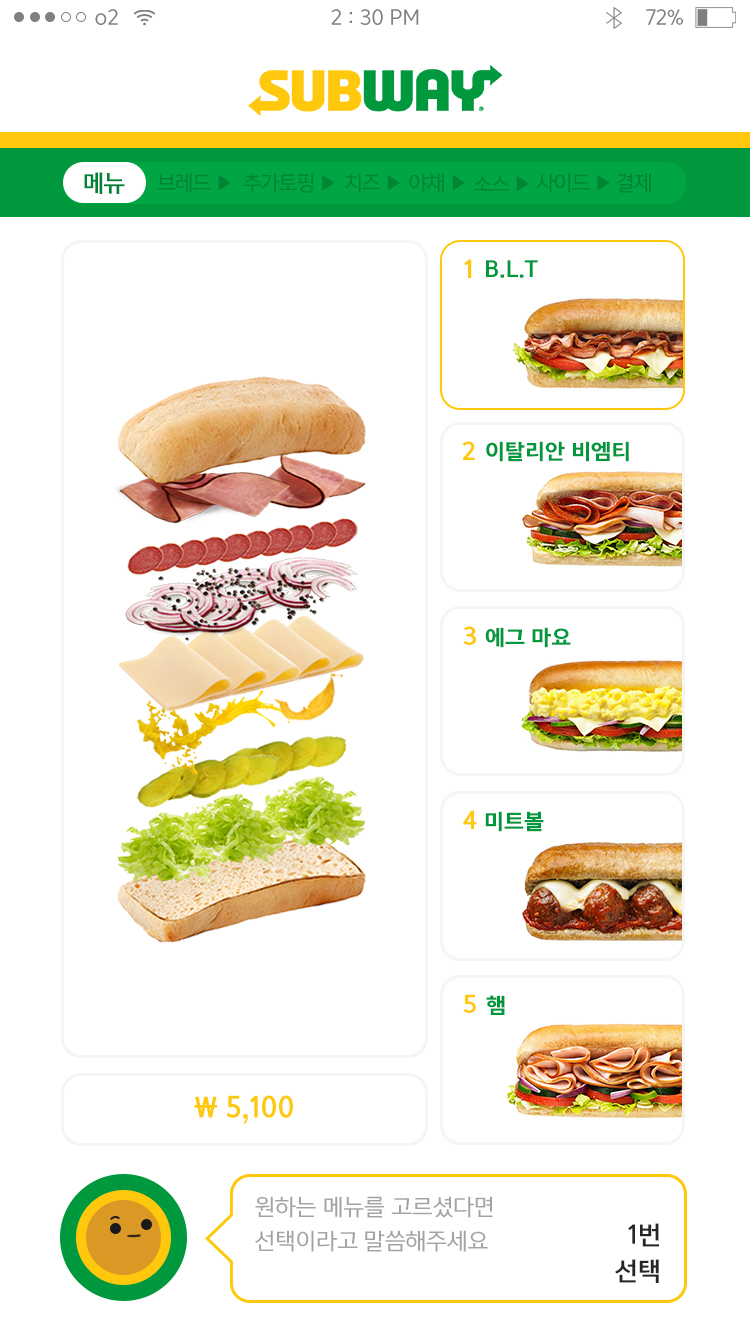 o2 2 : 30 PM 72%
SUBWAY
메뉴 브레드 ▶ 추가토핑 ▶ 치즈 ▶ 야채 ▶ 소스 ▶ 사이드 ▶ 결제
1 B.L.T
2 이탈리안 비엠티
3 에그 마요
4 미트볼
5 햄
₩ 5,100
원하는 메뉴를 고르셨다면
선택이라고 말씀해주세요
1번
선택